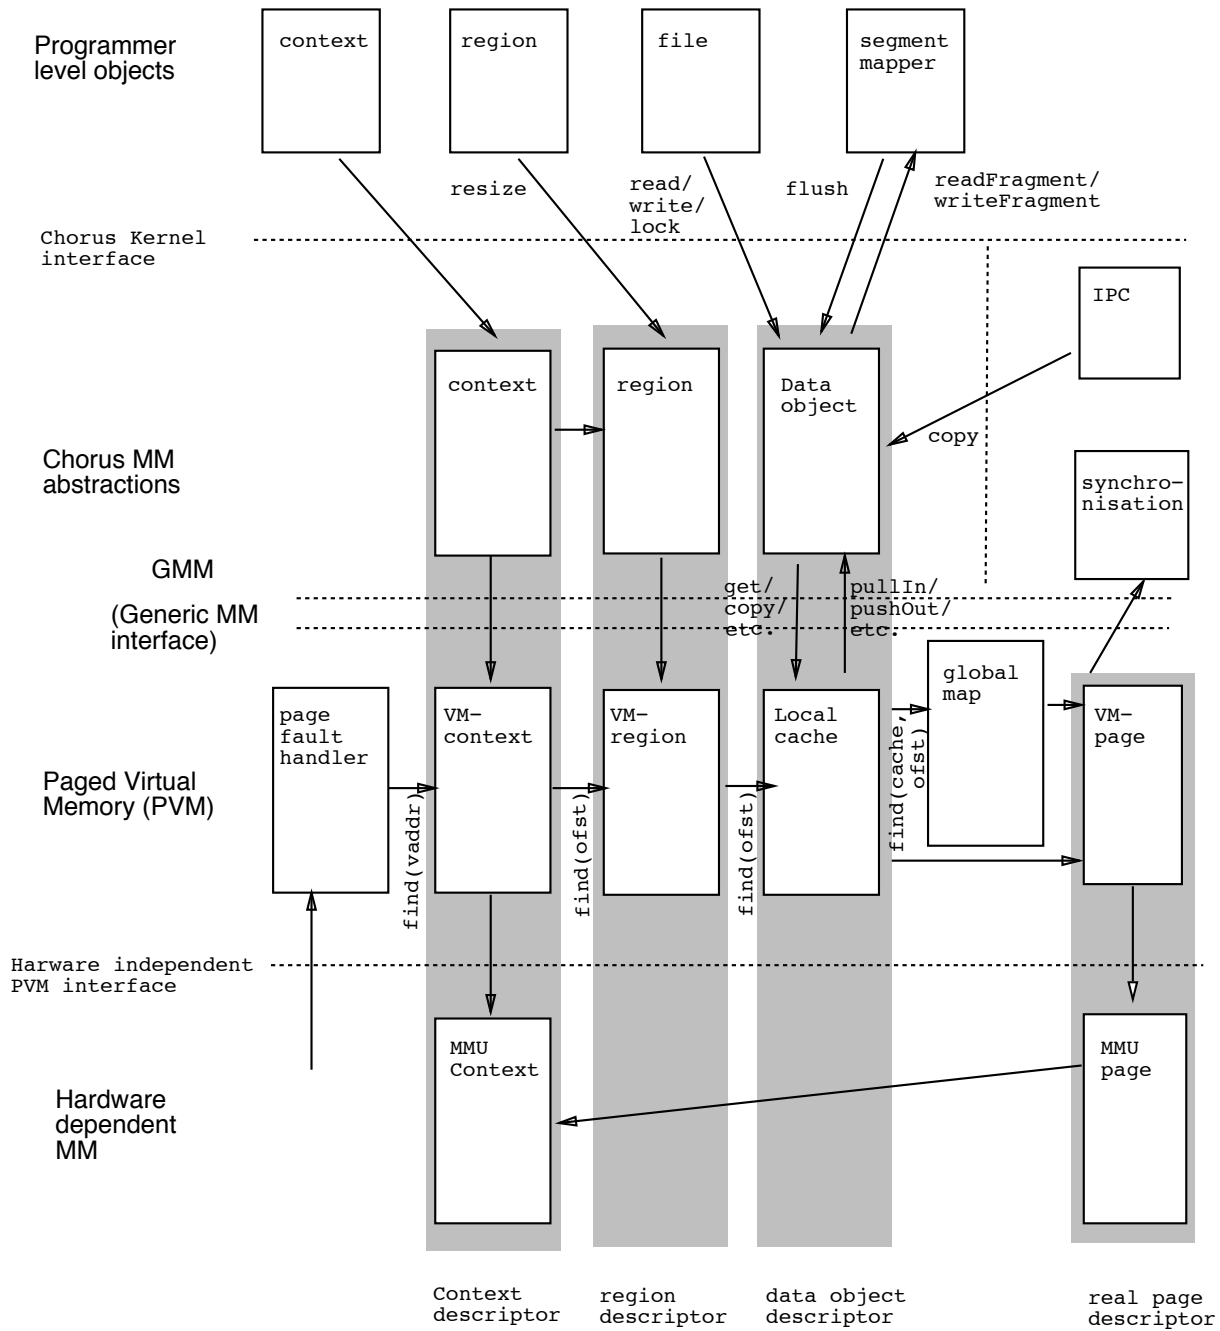 Programmer
level objects
context
region
file
segment
mapper
resize
read/
write/
lock
flush
readFragment/
writeFragment
Chorus Kernel
interface
IPC
context
region
Data
object
copy
Chorus MM
abstractions
synchro-
nisation
GMM
(Generic MM
interface)
get/
copy/
etc.
pullIn/
pushOut/
etc.
page
fault
handler
VM-
context
VM-
region
Local
cache
global
map
VM-
page
Paged Virtual
Memory (PVM)
find(vaddr)
find(ofst)
find(ofst)
find(cache,
ofst)
Harware independent
PVM interface
MMU
Context
MMU
page
Hardware
dependent
MM
Context
descriptor
region
descriptor
data object
descriptor
real page
descriptor